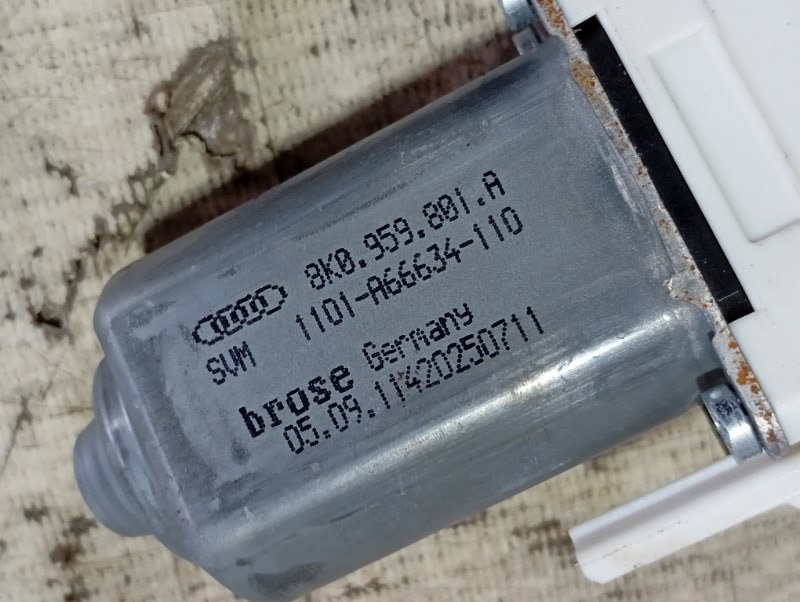 8K0.959.801.A
SVM 1101-A66634-110
brose Germany
05.09.11420250711